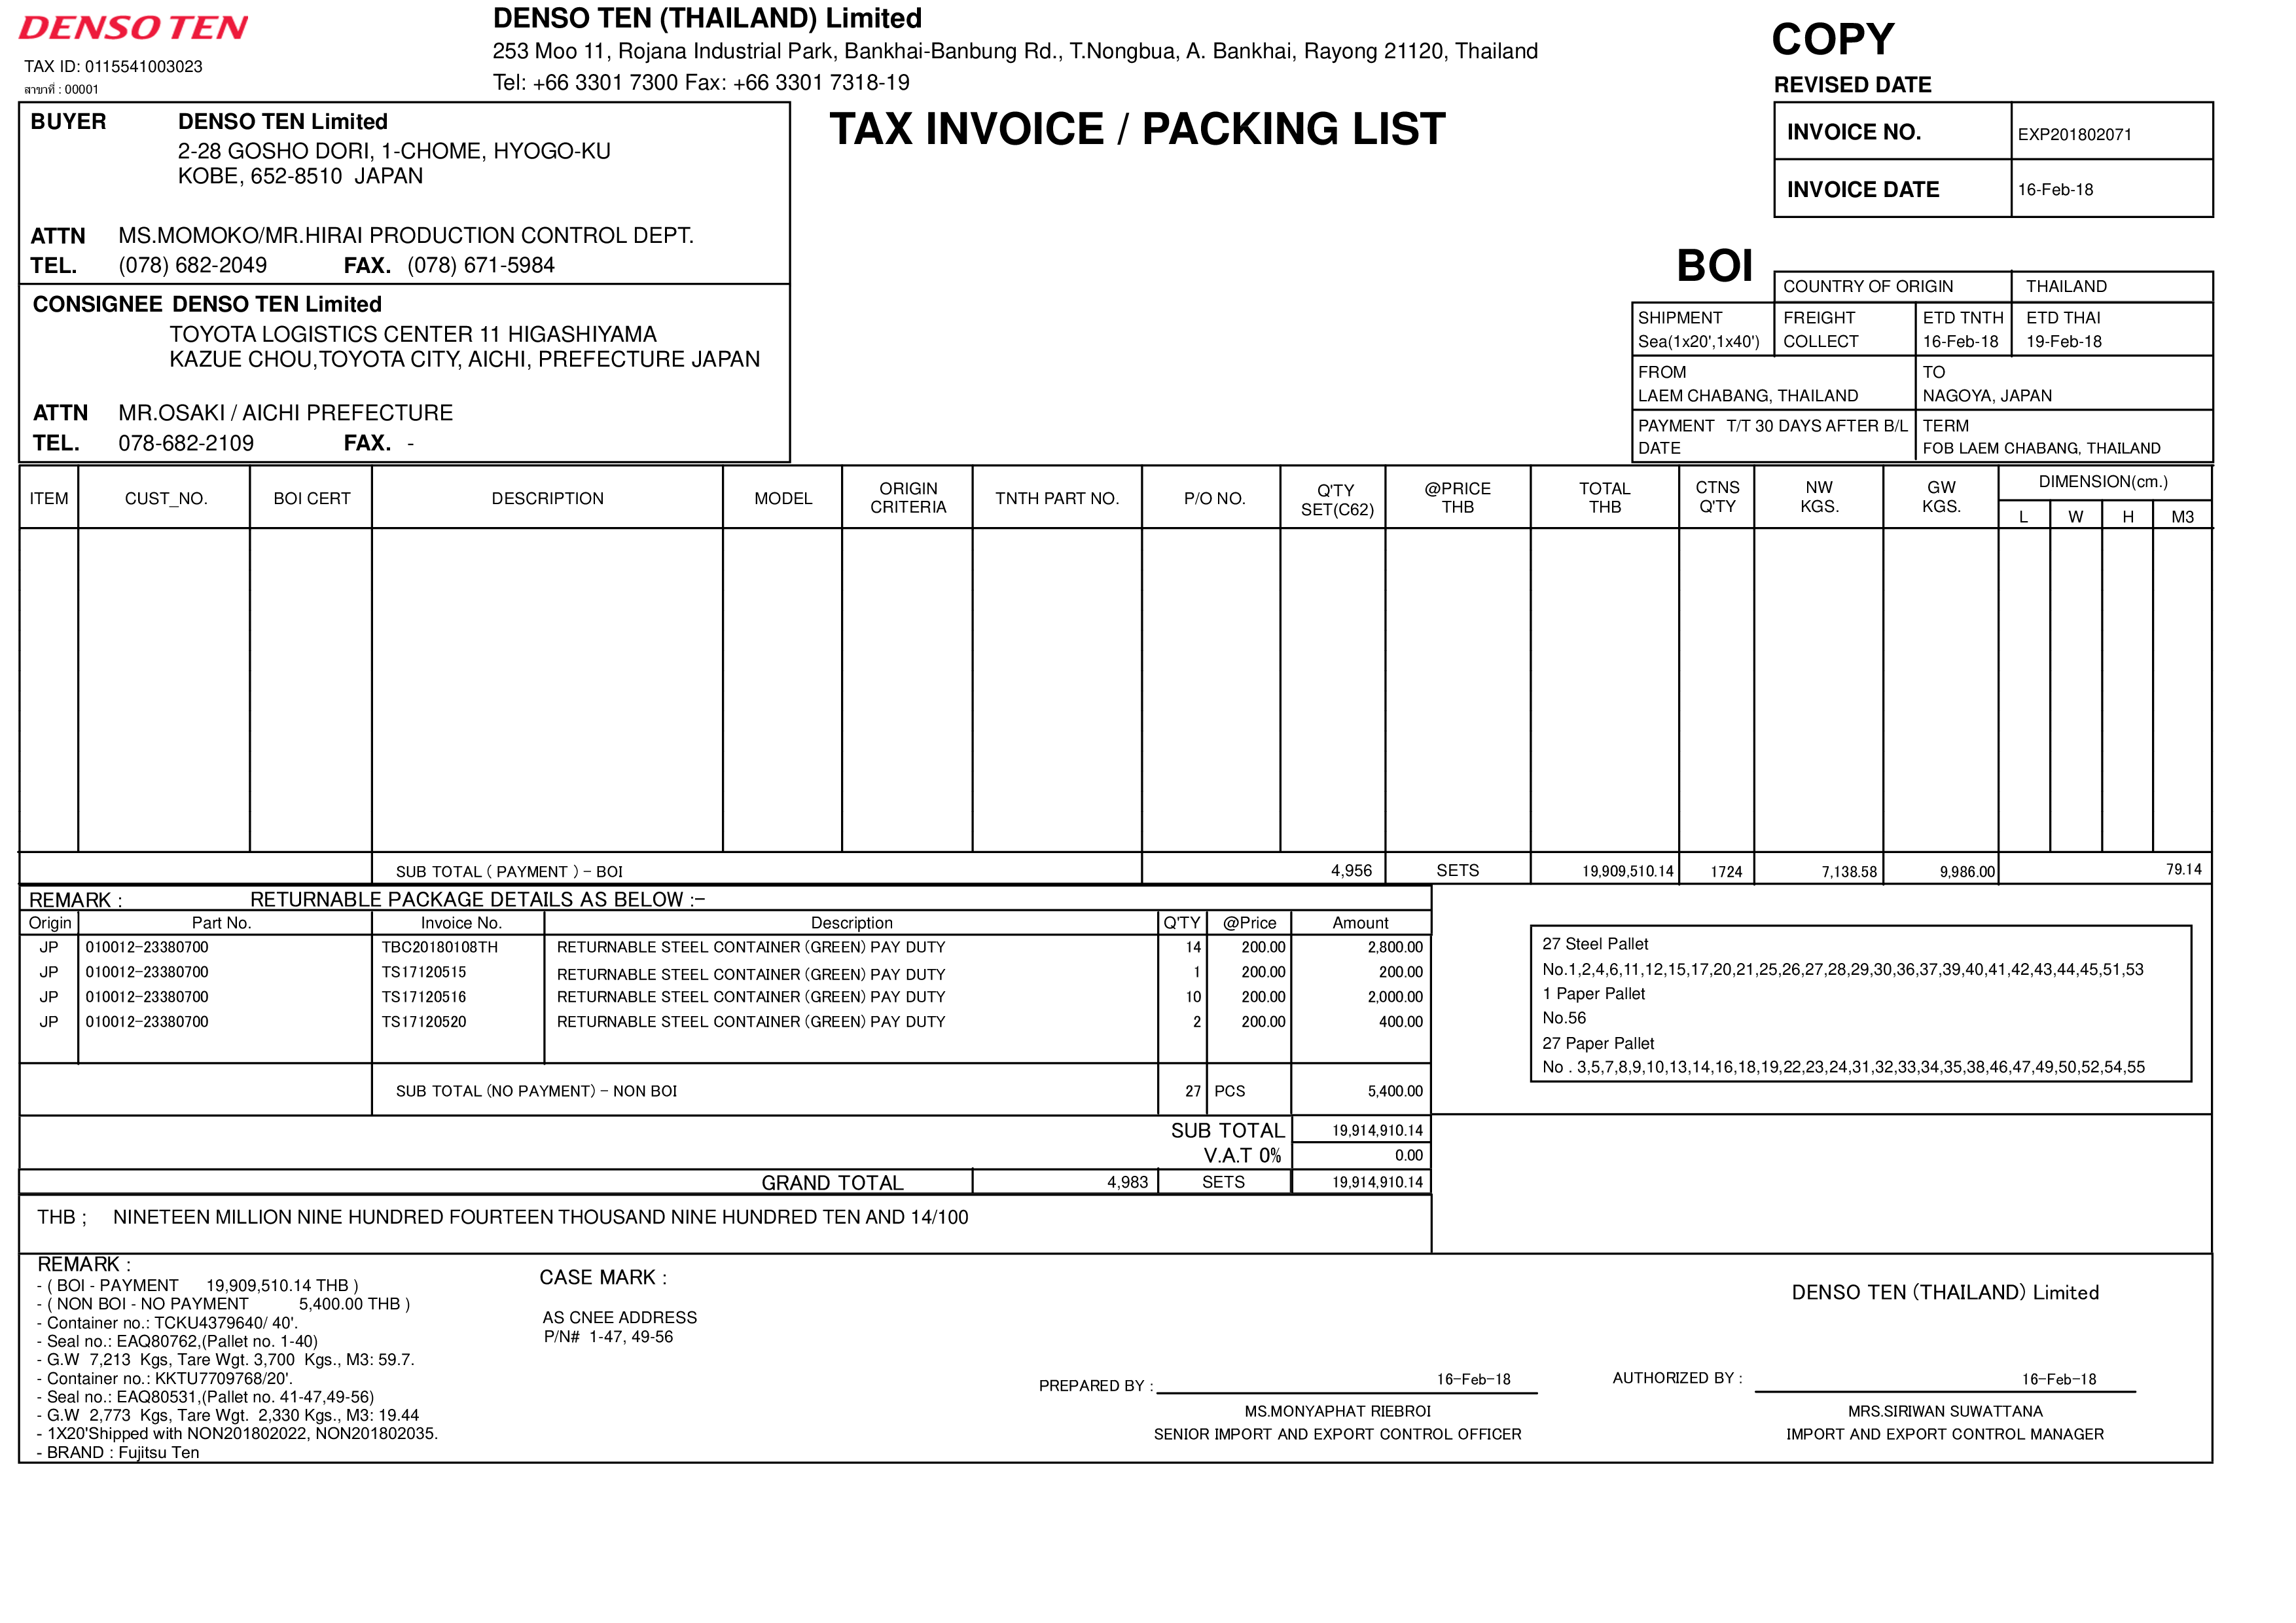 DENSO TEN
TAX ID: 0115541003023
สาขาที่ : 00001
DENSO TEN (THAILAND) Limited
253 Moo 11, Rojana Industrial Park, Bankhai-Banbung Rd., T.Nongbua, A. Bankhai, Rayong 21120, Thailand
Tel: +66 3301 7300 Fax: +66 3301 7318-19
COPY
REVISED DATE
TAX INVOICE / PACKING LIST
INVOICE NO. EXP201802071
INVOICE DATE 16-Feb-18
BUYER DENSO TEN Limited
2-28 GOSHO DORI, 1-CHOME, HYOGO-KU
KOBE, 652-8510 JAPAN
ATTN MS.MOMOKO/MR.HIRAI PRODUCTION CONTROL DEPT.
TEL. (078) 682-2049 FAX. (078) 671-5984
CONSIGNEE DENSO TEN Limited
TOYOTA LOGISTICS CENTER 11 HIGASHIYAMA
KAZUE CHOU,TOYOTA CITY, AICHI, PREFECTURE JAPAN
ATTN MR.OSAKI / AICHI PREFECTURE
TEL. 078-682-2109 FAX. -
BOI
COUNTRY OF ORIGIN THAILAND
SHIPMENT FREIGHT ETD TNTH ETD THAI
Sea(1x20',1x40') COLLECT 16-Feb-18 19-Feb-18
FROM TO
LAEM CHABANG, THAILAND NAGOYA, JAPAN
PAYMENT T/T 30 DAYS AFTER B/L TERM
DATE FOB LAEM CHABANG, THAILAND
ITEM CUST_NO. BOI CERT DESCRIPTION MODEL ORIGIN CRITERIA TNTH PART NO. P/O NO. Q'TY SET(C62) @PRICE THB TOTAL THB CTNS Q'TY NW KGS. GW KGS. DIMENSION(cm.)
L W H M3
SUB TOTAL ( PAYMENT ) - BOI 4,956 SETS 19,909,510.14 1724 7,138.58 9,986.00 79.14
REMARK : RETURNABLE PACKAGE DETAILS AS BELOW :-
Origin Part No. Invoice No. Description Q'TY @Price Amount
JP 010012-23380700 TBC20180108TH RETURNABLE STEEL CONTAINER (GREEN) PAY DUTY 14 200.00 2,800.00
JP 010012-23380700 TS17120515 RETURNABLE STEEL CONTAINER (GREEN) PAY DUTY 1 200.00 200.00
JP 010012-23380700 TS17120516 RETURNABLE STEEL CONTAINER (GREEN) PAY DUTY 10 200.00 2,000.00
JP 010012-23380700 TS17120520 RETURNABLE STEEL CONTAINER (GREEN) PAY DUTY 2 200.00 400.00
SUB TOTAL (NO PAYMENT) - NON BOI 27 PCS 5,400.00
27 Steel Pallet
No.1,2,4,6,11,12,15,17,20,21,25,26,27,28,29,30,36,37,39,40,41,42,43,44,45,51,53
1 Paper Pallet
No.56
27 Paper Pallet
No . 3,5,7,8,9,10,13,14,16,18,19,22,23,24,31,32,33,34,35,38,46,47,49,50,52,54,55
SUB TOTAL 19,914,910.14
V.A.T 0% 0.00
GRAND TOTAL 4,983 SETS 19,914,910.14
THB ; NINETEEN MILLION NINE HUNDRED FOURTEEN THOUSAND NINE HUNDRED TEN AND 14/100
REMARK :
- ( BOI - PAYMENT 19,909,510.14 THB )
- ( NON BOI - NO PAYMENT 5,400.00 THB )
- Container no.: TCKU4379640/ 40'.
- Seal no.: EAQ80762,(Pallet no. 1-40)
- G.W 7,213 Kgs, Tare Wgt. 3,700 Kgs., M3: 59.7.
- Container no.: KKTU7709768/20'.
- Seal no.: EAQ80531,(Pallet no. 41-47,49-56)
- G.W 2,773 Kgs, Tare Wgt. 2,330 Kgs., M3: 19.44
- 1X20'Shipped with NON201802022, NON201802035.
- BRAND : Fujitsu Ten
CASE MARK :
AS CNEE ADDRESS
P/N# 1-47, 49-56
DENSO TEN (THAILAND) Limited
PREPARED BY : 16-Feb-18
MS.MONYAPHAT RIEBROI
SENIOR IMPORT AND EXPORT CONTROL OFFICER
AUTHORIZED BY : 16-Feb-18
MRS.SIRIWAN SUWATTANA
IMPORT AND EXPORT CONTROL MANAGER